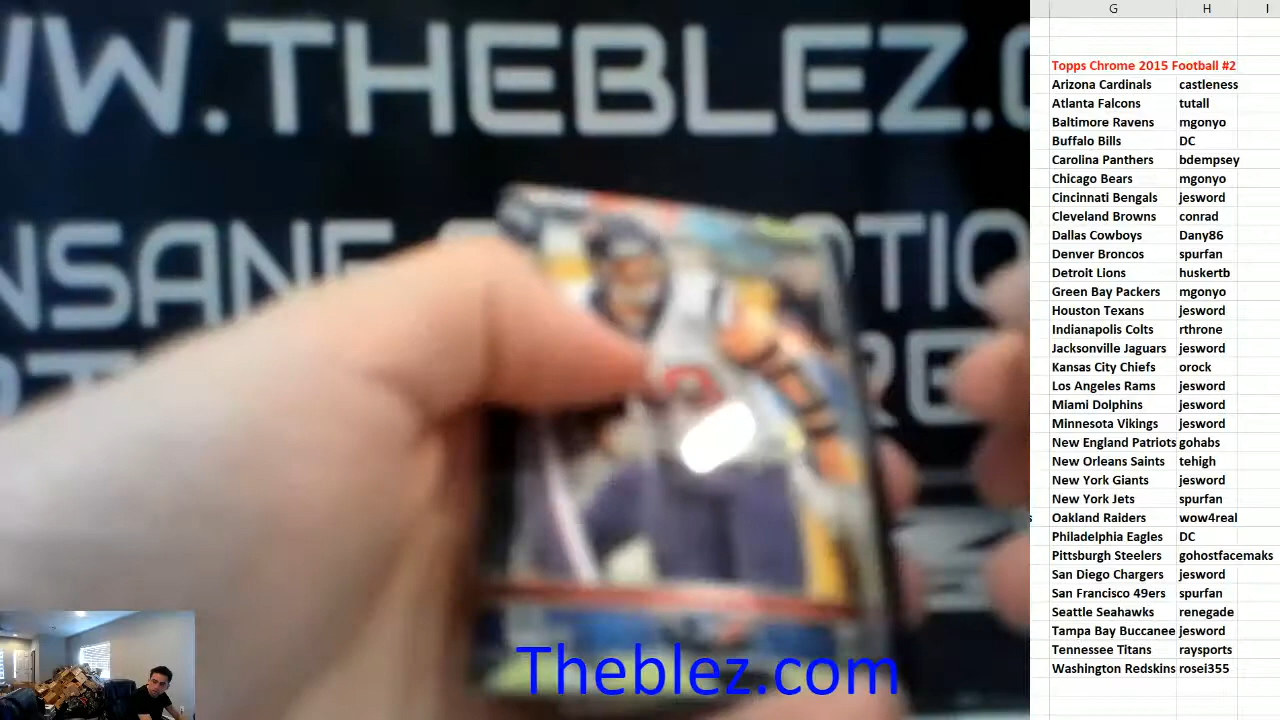 WW.THEBLEZ.C
NSANE
OTIO
RE
Theblez.com
G H I
Topps Chrome 2015 Football #2
Arizona Cardinals castleness
Atlanta Falcons tutall
Baltimore Ravens mgonyo
Buffalo Bills DC
Carolina Panthers bdempsey
Chicago Bears mgonyo
Cincinnati Bengals jesword
Cleveland Browns conrad
Dallas Cowboys Dany86
Denver Broncos spurfan
Detroit Lions huskertb
Green Bay Packers mgonyo
Houston Texans jesword
Indianapolis Colts rthrone
Jacksonville Jaguars jesword
Kansas City Chiefs orock
Los Angeles Rams jesword
Miami Dolphins jesword
Minnesota Vikings jesword
New England Patriots gohabs
New Orleans Saints tehigh
New York Giants jesword
New York Jets spurfan
Oakland Raiders wow4real
Philadelphia Eagles DC
Pittsburgh Steelers gohostfacemaks
San Diego Chargers jesword
San Francisco 49ers spurfan
Seattle Seahawks renegade
Tampa Bay Buccanee jesword
Tennessee Titans raysports
Washington Redskins rosei355